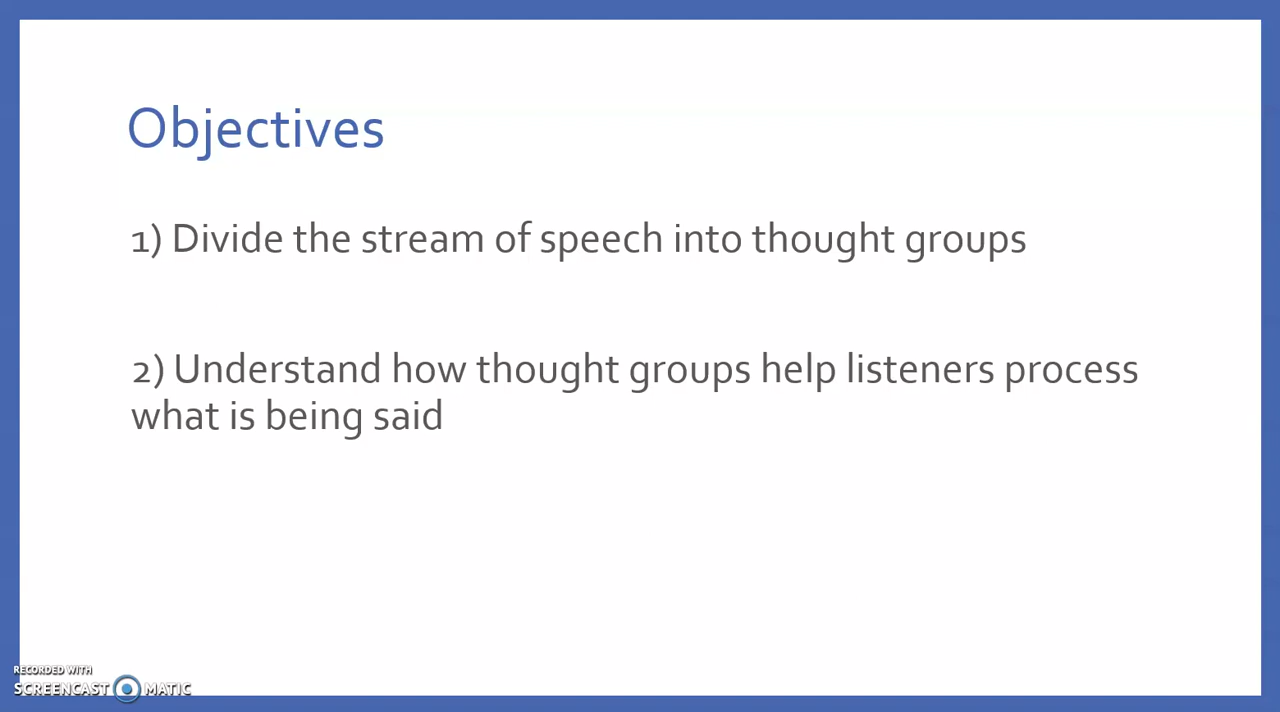 Objectives
1) Divide the stream of speech into thought groups
2) Understand how thought groups help listeners process
what is being said
RECORDED WITH
SCREENCAST MATIC